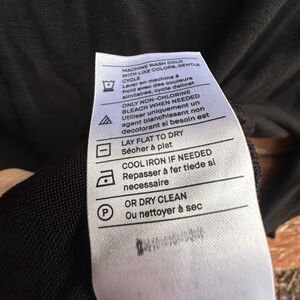 MACHINE WASH COLD
WITH LIKE COLORS, GENTLE
CYCLE
Laver en machine à
froid avec des couleurs
similaires, cycle délicat
ONLY NON-CHLORINE
BLEACH WHEN NEEDED
Utiliser uniquement un
agent blanchissant non
décolorant si besoin est
LAY FLAT TO DRY
Sécher à plat
COOL IRON IF NEEDED
Repasser à fer tiède si
nécessaire
P
OR DRY CLEAN
Ou nettoyer à sec